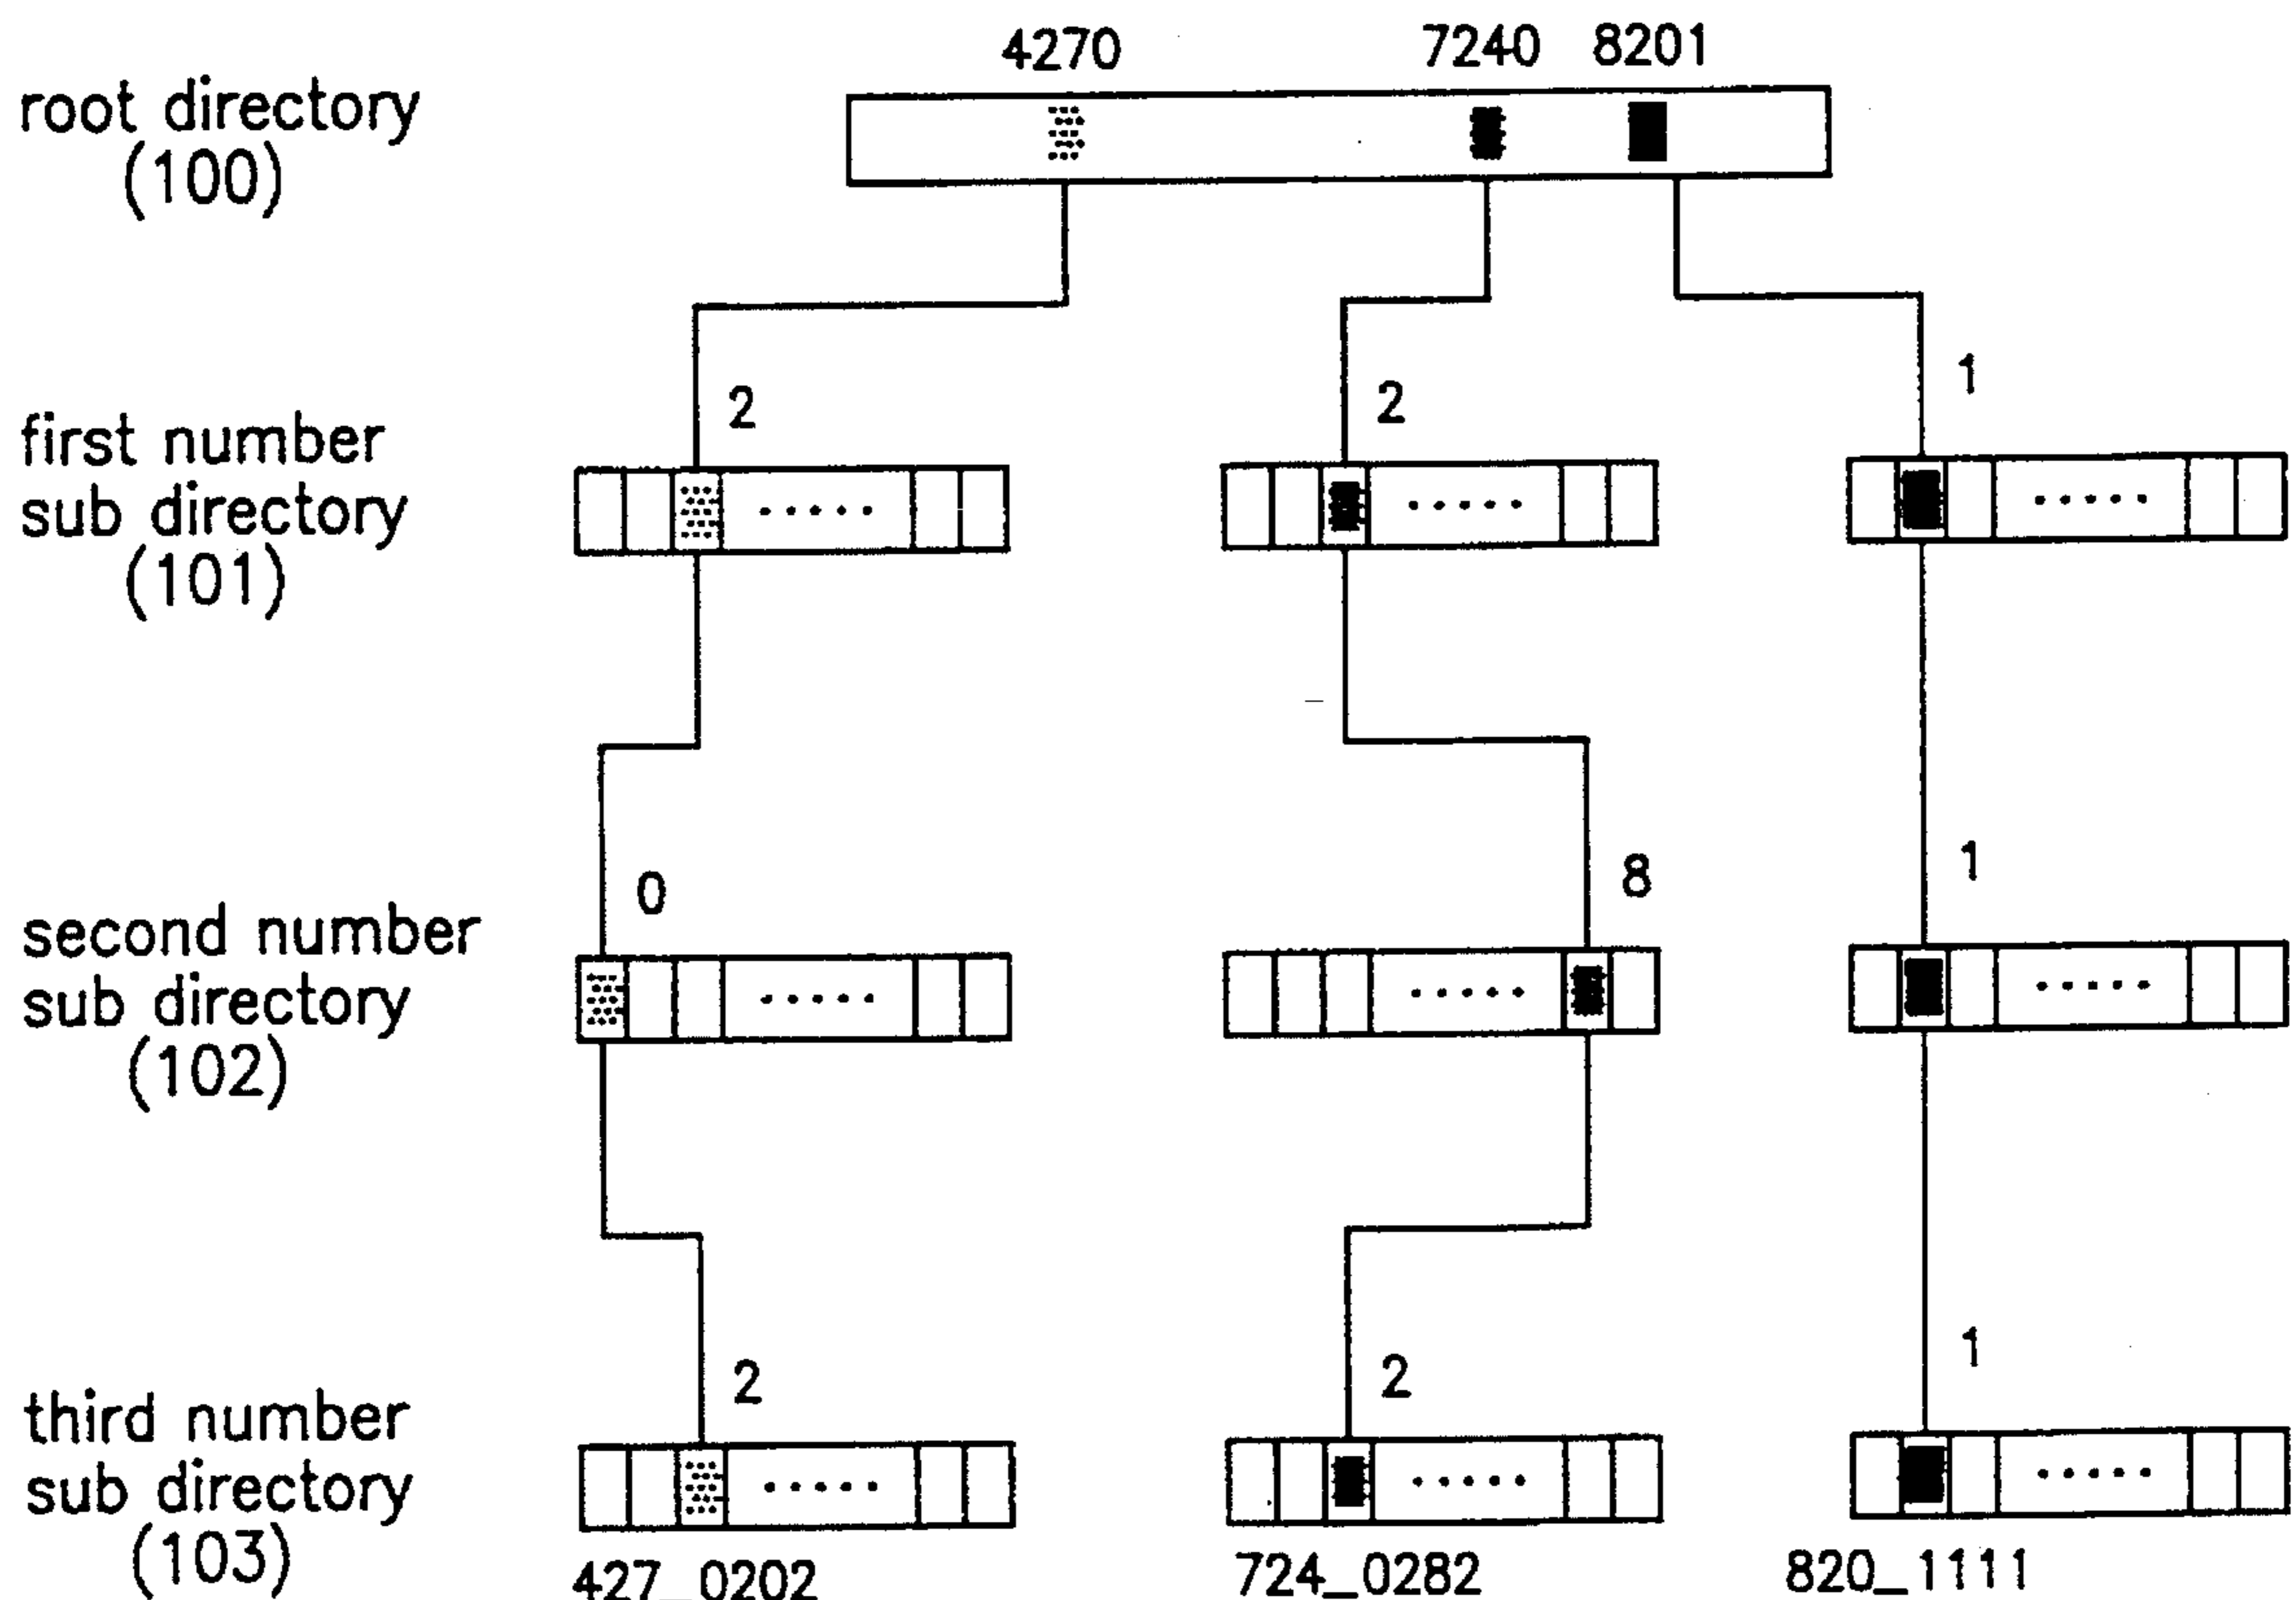 4270 7240 8201
root directory
(100)
2 2 1
first number
sub directory
(101)
0 8 1
second number
sub directory
(102)
2 2 1
third number
sub directory
(103)
427_0202 724_0282 820_1111